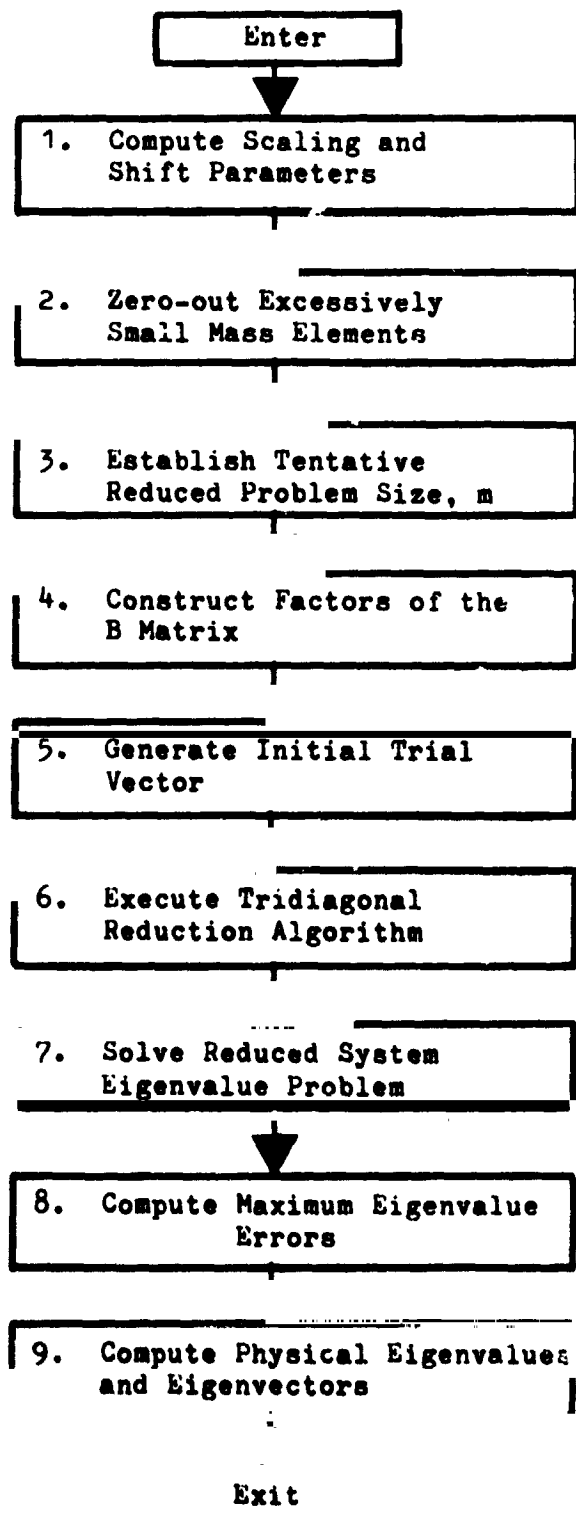 Enter
1. Compute Scaling and
Shift Parameters
2. Zero-out Excessively
Small Mass Elements
3. Establish Tentative
Reduced Problem Size, m
4. Construct Factors of the
B Matrix
5. Generate Initial Trial
Vector
6. Execute Tridiagonal
Reduction Algorithm
7. Solve Reduced System
Eigenvalue Problem
8. Compute Maximum Eigenvalue
Errors
9. Compute Physical Eigenvalues
and Eigenvectors
Exit